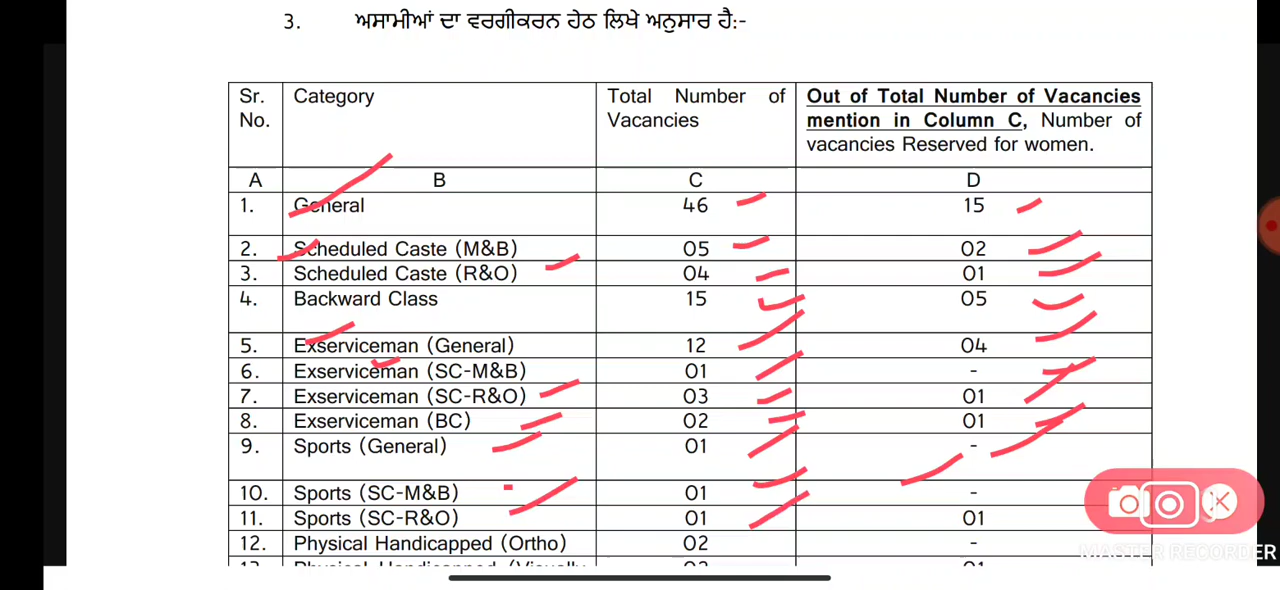 3. ਅਸਾਮੀਆਂ ਦਾ ਵਰਗੀਕਰਨ ਹੇਠ ਲਿਖੇ ਅਨੁਸਾਰ ਹੈ:-
Sr. No. Category Total Number of Vacancies Out of Total Number of Vacancies mention in Column C, Number of vacancies Reserved for women.
A B C D
1. General 46 15
2. Scheduled Caste (M&B) 05 02
3. Scheduled Caste (R&O) 04 01
4. Backward Class 15 05
5. Exserviceman (General) 12 04
6. Exserviceman (SC-M&B) 01 -
7. Exserviceman (SC-R&O) 03 01
8. Exserviceman (BC) 02 01
9. Sports (General) 01 -
10. Sports (SC-M&B) 01 -
11. Sports (SC-R&O) 01 01
12. Physical Handicapped (Ortho) 02 -
MASTER RECORDER